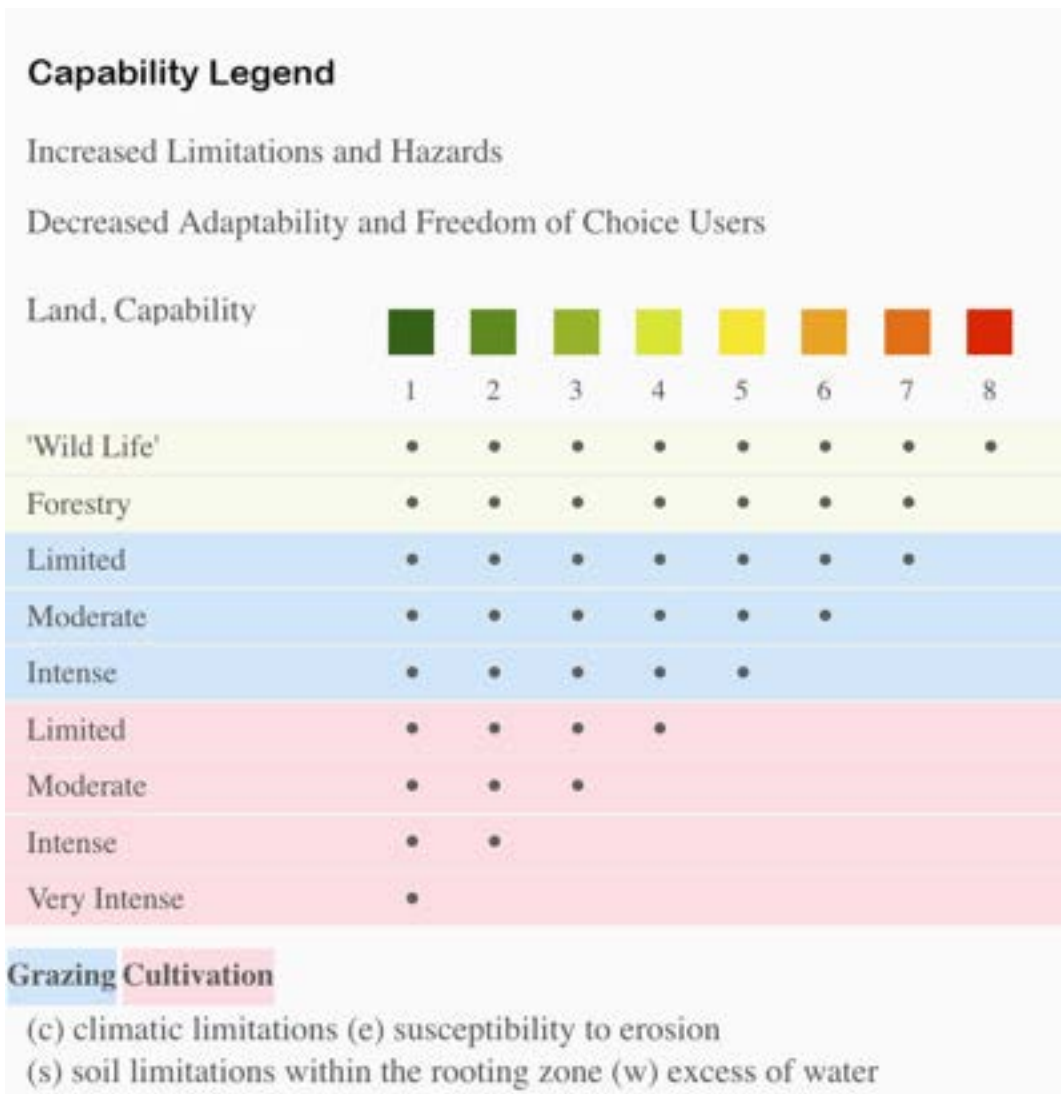 Capability Legend
Increased Limitations and Hazards
Decreased Adaptability and Freedom of Choice Users
Land, Capability
1 2 3 4 5 6 7 8
'Wild Life' • • • • • • • •
Forestry • • • • • • •
Limited • • • • • • •
Moderate • • • • • •
Intense • • • • •
Limited • • • •
Moderate • • •
Intense • •
Very Intense •
Grazing Cultivation
(c) climatic limitations (e) susceptibility to erosion
(s) soil limitations within the rooting zone (w) excess of water